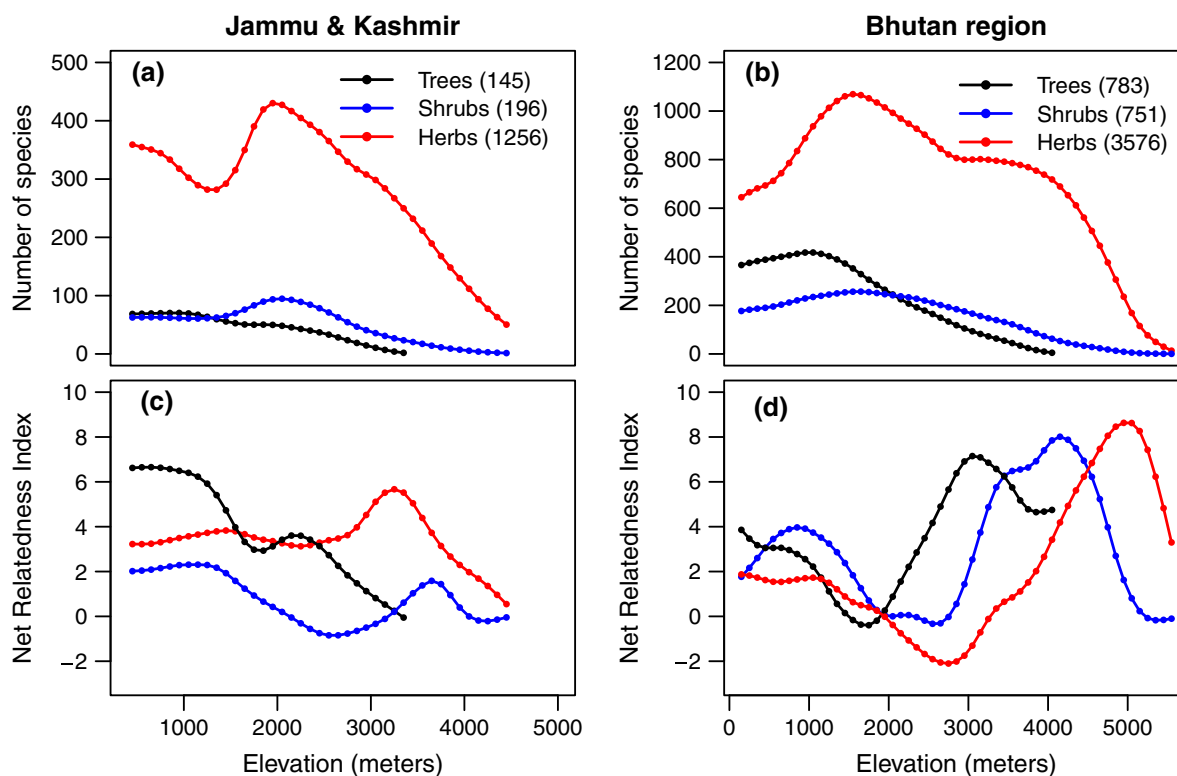 Jammu & Kashmir
Bhutan region
(a)
Trees (145)
Shrubs (196)
Herbs (1256)
Number of species
500
400
300
200
100
0
(b)
Trees (783)
Shrubs (751)
Herbs (3576)
Number of species
1200
1000
800
600
400
200
0
(c)
Net Relatedness Index
10
8
6
4
2
0
−2
1000 2000 3000 4000 5000
Elevation (meters)
(d)
Net Relatedness Index
10
8
6
4
2
0
−2
0 1000 2000 3000 4000 5000
Elevation (meters)